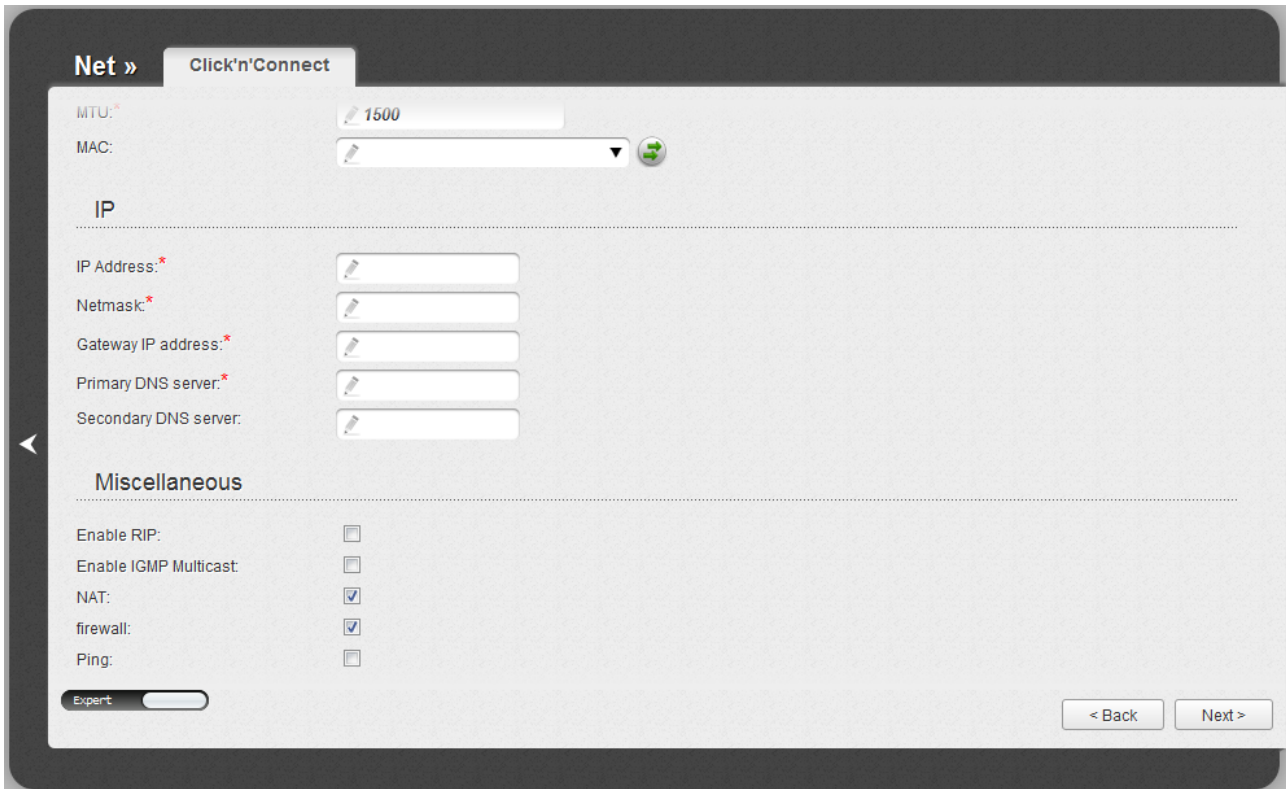 Net »
Click'n'Connect
MTU:* 1500
MAC:
IP
IP Address:*
Netmask:*
Gateway IP address:*
Primary DNS server:*
Secondary DNS server:
Miscellaneous
Enable RIP:
Enable IGMP Multicast:
NAT:
firewall:
Ping:
Expert
< Back
Next >